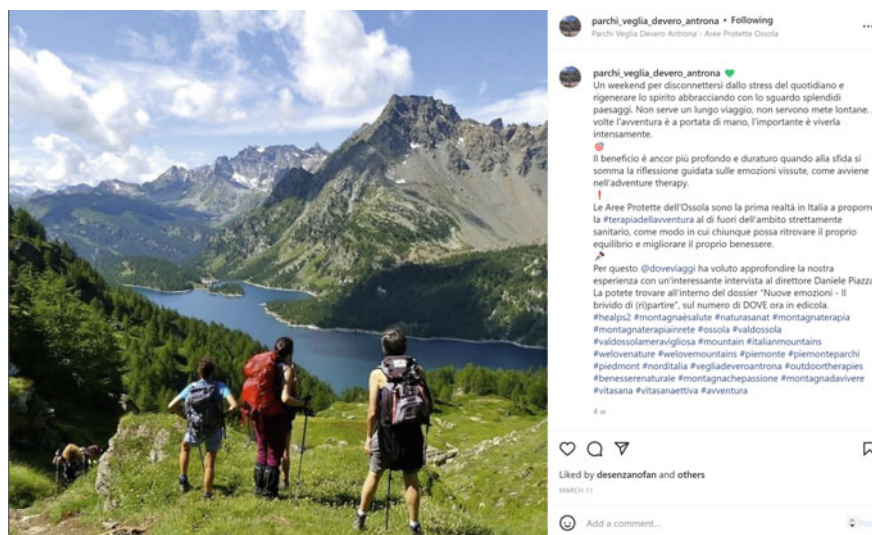 parchi_veglia_devero_antrona • Following
Parchi Veglia Devero Antrona - Aree Protette Ossola
parchi_veglia_devero_antrona 💚
Un weekend per disconnettersi dallo stress del quotidiano e
rigenerare lo spirito abbracciando con lo sguardo splendidi
paesaggi. Non serve un lungo viaggio, non servono mete lontane.
volte l'avventura è a portata di mano, l'importante è viverla
intensamente.
🎯
Il beneficio è ancor più profondo e duraturo quando alla sfida si
somma la riflessione guidata sulle emozioni vissute, come avviene
nell'adventure therapy.
❗
Le Aree Protette dell'Ossola sono la prima realtà in Italia a proporre
la #terapiadellavventura al di fuori dell'ambito strettamente
sanitario, come modo in cui chiunque possa ritrovare il proprio
equilibrio e migliorare il proprio benessere.
Per questo @doveviaggi ha voluto approfondire la nostra
esperienza con un'interessante intervista al direttore Daniele Piazza
La potete trovare all'interno del dossier "Nuove emozioni - Il
brivido di (ri)partire", sul numero di DOVE ora in edicola.
#healps2 #montagnaèsalute #naturasanat #montagnaterapia
#montagnaterapiainrete #ossola #valdossola
#valdossolameravigliosa #mountain #italianmountains
#welovenature #welovemountains #piemonte #piemonteparchi
#piedmont #norditalia #vegliadeveroantrona #outdoortherapies
#benesserenaturale #montagnachepassione #montagnadavivere
#vitasana #vitasanaettiva #avventura
4 w
Liked by desenzanofan and others
MARCH 11
Add a comment...
Post